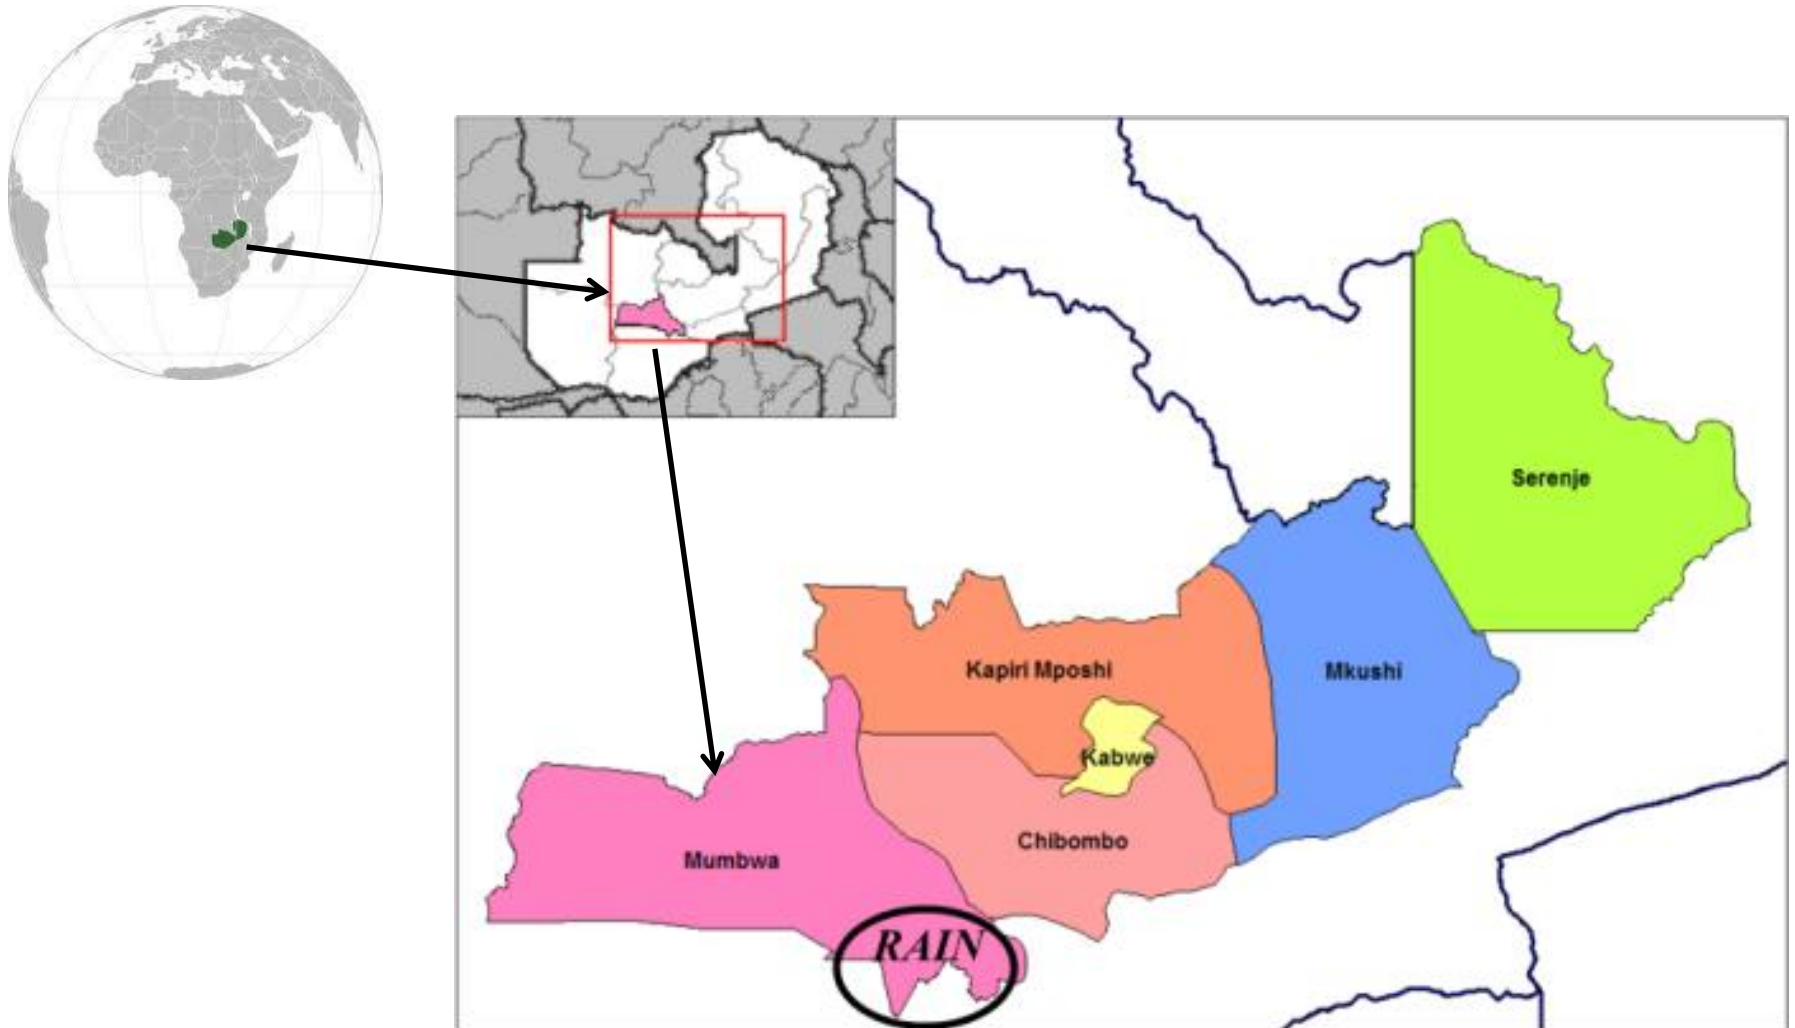 Serenje
Kapiri Mposhi
Mkushi
Kabwe
Chibombo
Mumbwa
RAIN